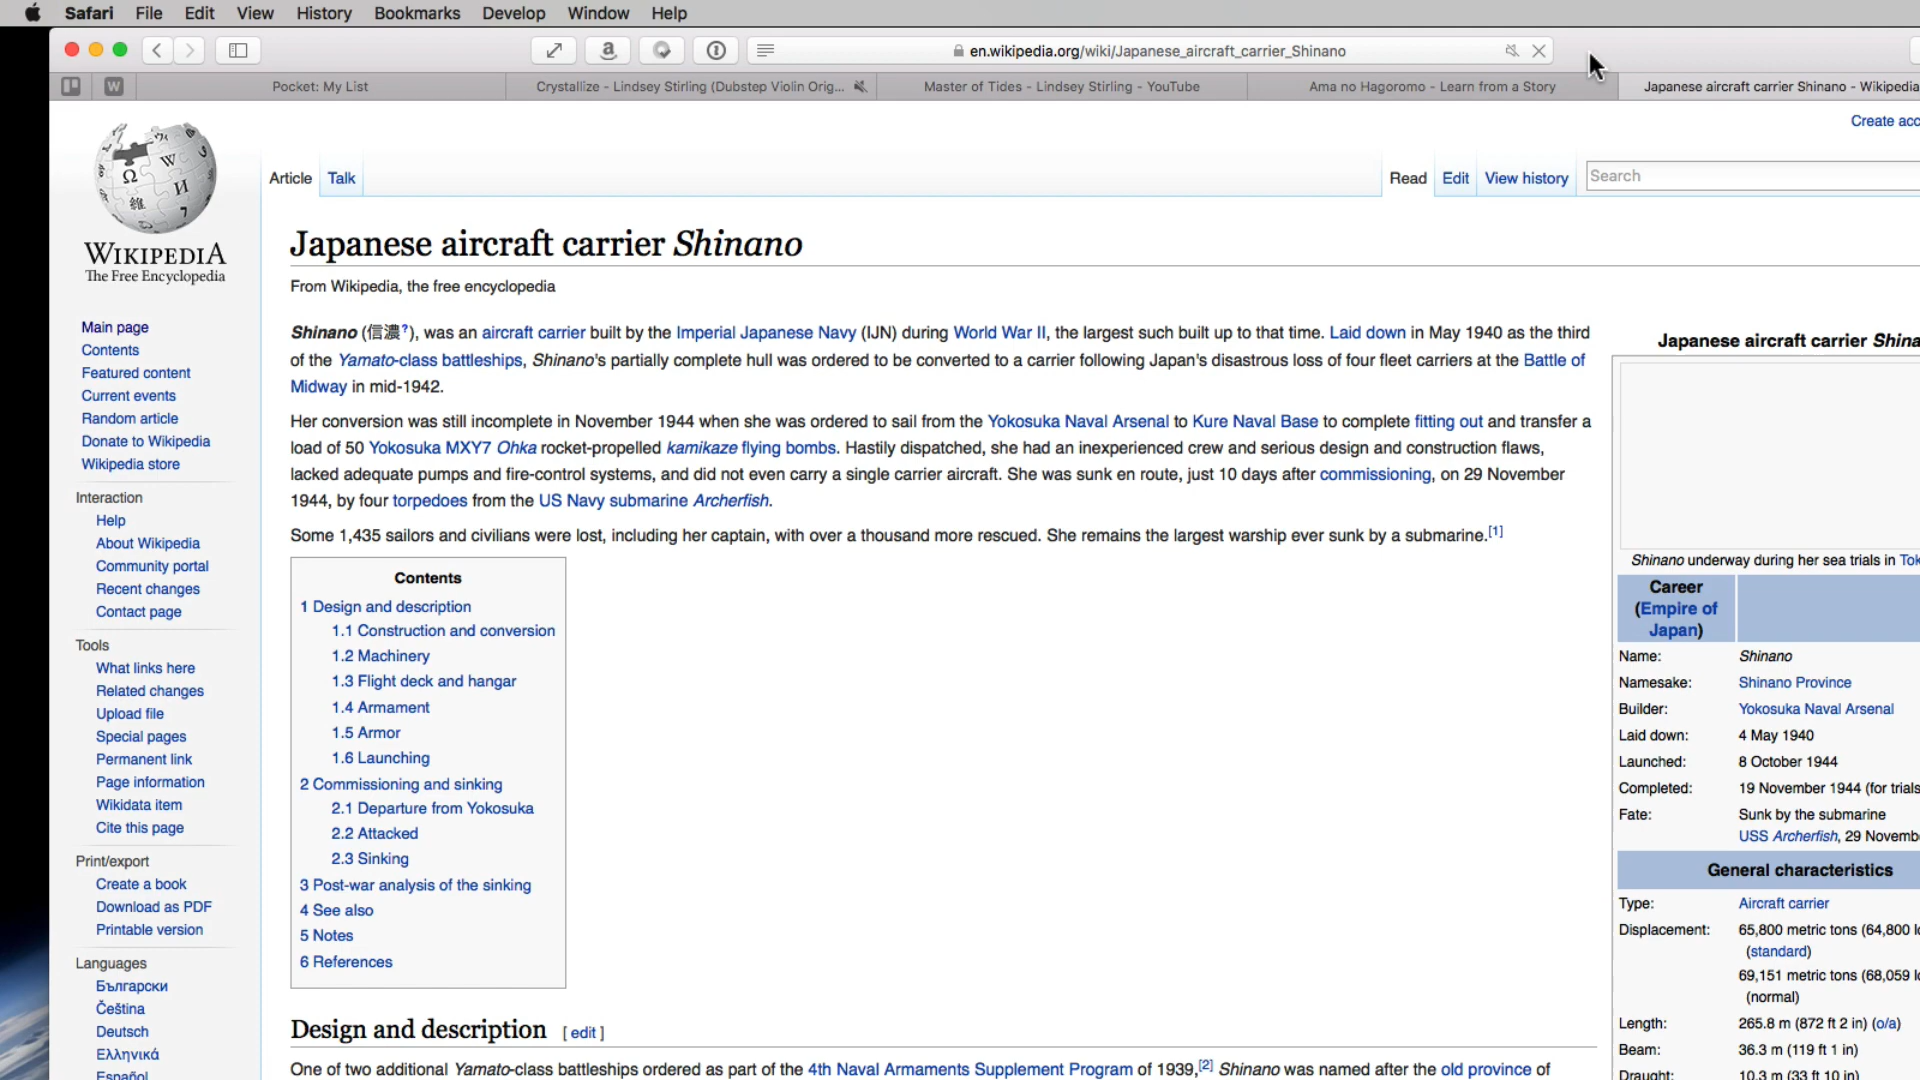 Safari File Edit View History Bookmarks Develop Window Help
en.wikipedia.org/wiki/Japanese_aircraft_carrier_Shinano
Pocket: My List
Crystallize - Lindsey Stirling (Dubstep Violin Orig...
Master of Tides - Lindsey Stirling - YouTube
Ama no Hagoromo - Learn from a Story
Japanese aircraft carrier Shinano - Wikipedia
Create acc
Article Talk
Read Edit View history Search
WIKIPEDIA
The Free Encyclopedia
Main page
Contents
Featured content
Current events
Random article
Donate to Wikipedia
Wikipedia store
Interaction
Help
About Wikipedia
Community portal
Recent changes
Contact page
Tools
What links here
Related changes
Upload file
Special pages
Permanent link
Page information
Wikidata item
Cite this page
Print/export
Create a book
Download as PDF
Printable version
Languages
Български
Čeština
Deutsch
Ελληνικά
Español
Japanese aircraft carrier Shinano
From Wikipedia, the free encyclopedia
Shinano (信濃?), was an aircraft carrier built by the Imperial Japanese Navy (IJN) during World War II, the largest such built up to that time. Laid down in May 1940 as the third
of the Yamato-class battleships, Shinano's partially complete hull was ordered to be converted to a carrier following Japan's disastrous loss of four fleet carriers at the Battle of
Midway in mid-1942.
Her conversion was still incomplete in November 1944 when she was ordered to sail from the Yokosuka Naval Arsenal to Kure Naval Base to complete fitting out and transfer a
load of 50 Yokosuka MXY7 Ohka rocket-propelled kamikaze flying bombs. Hastily dispatched, she had an inexperienced crew and serious design and construction flaws,
lacked adequate pumps and fire-control systems, and did not even carry a single carrier aircraft. She was sunk en route, just 10 days after commissioning, on 29 November
1944, by four torpedoes from the US Navy submarine Archerfish.
Some 1,435 sailors and civilians were lost, including her captain, with over a thousand more rescued. She remains the largest warship ever sunk by a submarine.[1]
Contents
1 Design and description
1.1 Construction and conversion
1.2 Machinery
1.3 Flight deck and hangar
1.4 Armament
1.5 Armor
1.6 Launching
2 Commissioning and sinking
2.1 Departure from Yokosuka
2.2 Attacked
2.3 Sinking
3 Post-war analysis of the sinking
4 See also
5 Notes
6 References
Design and description [ edit ]
One of two additional Yamato-class battleships ordered as part of the 4th Naval Armaments Supplement Program of 1939,[2] Shinano was named after the old province of
Japanese aircraft carrier Shina
Shinano underway during her sea trials in Tok
Career
(Empire of
Japan)
Name: Shinano
Namesake: Shinano Province
Builder: Yokosuka Naval Arsenal
Laid down: 4 May 1940
Launched: 8 October 1944
Completed: 19 November 1944 (for trials
Fate: Sunk by the submarine
USS Archerfish, 29 Novemb
General characteristics
Type: Aircraft carrier
Displacement: 65,800 metric tons (64,800 lo
(standard)
69,151 metric tons (68,059 lo
(normal)
Length: 265.8 m (872 ft 2 in) (o/a)
Beam: 36.3 m (119 ft 1 in)
Draught: 10.3 m (33 ft 10 in)